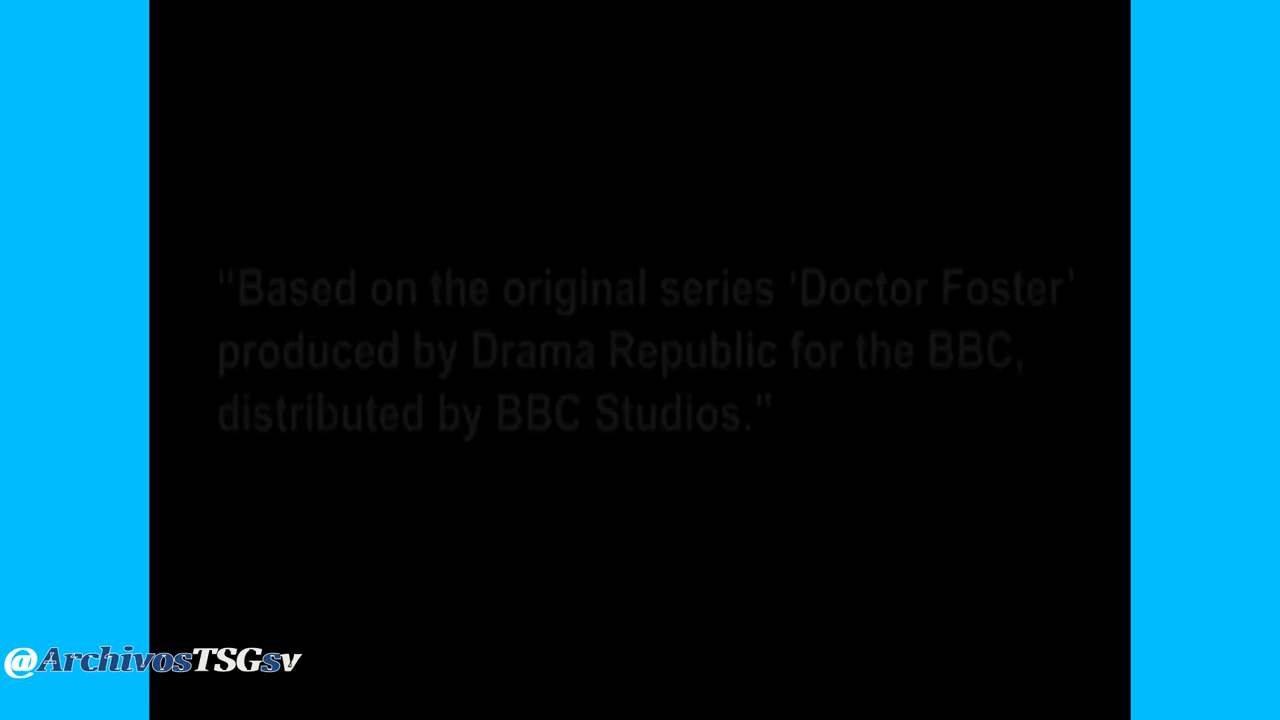 “Based on the original series ‘Doctor Foster’
produced by Drama Republic for the BBC,
distributed by BBC Studios.”
@ArchivosTSGsv